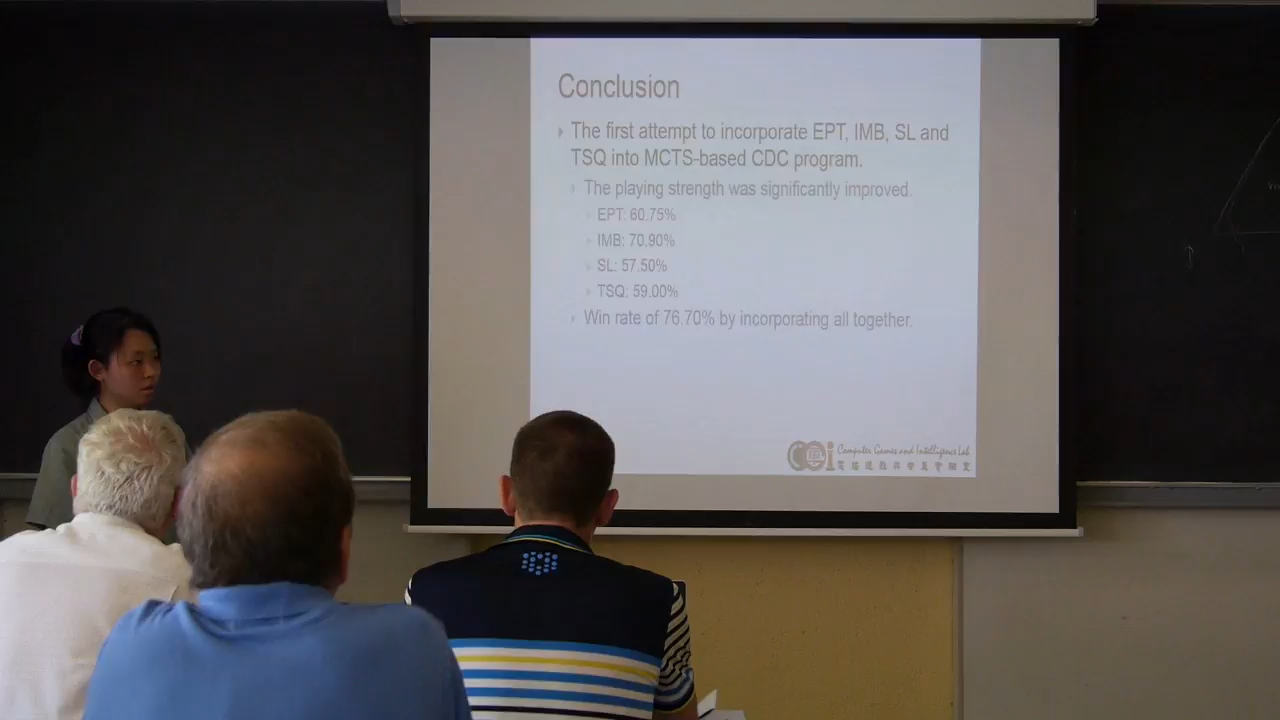 Conclusion
The first attempt to incorporate EPT, IMB, SL and
TSQ into MCTS-based CDC program.
The playing strength was significantly improved.
EPT: 60.75%
IMB: 70.90%
SL: 57.50%
TSQ: 59.00%
Win rate of 76.70% by incorporating all together.
Computer Games and Intelligence Lab